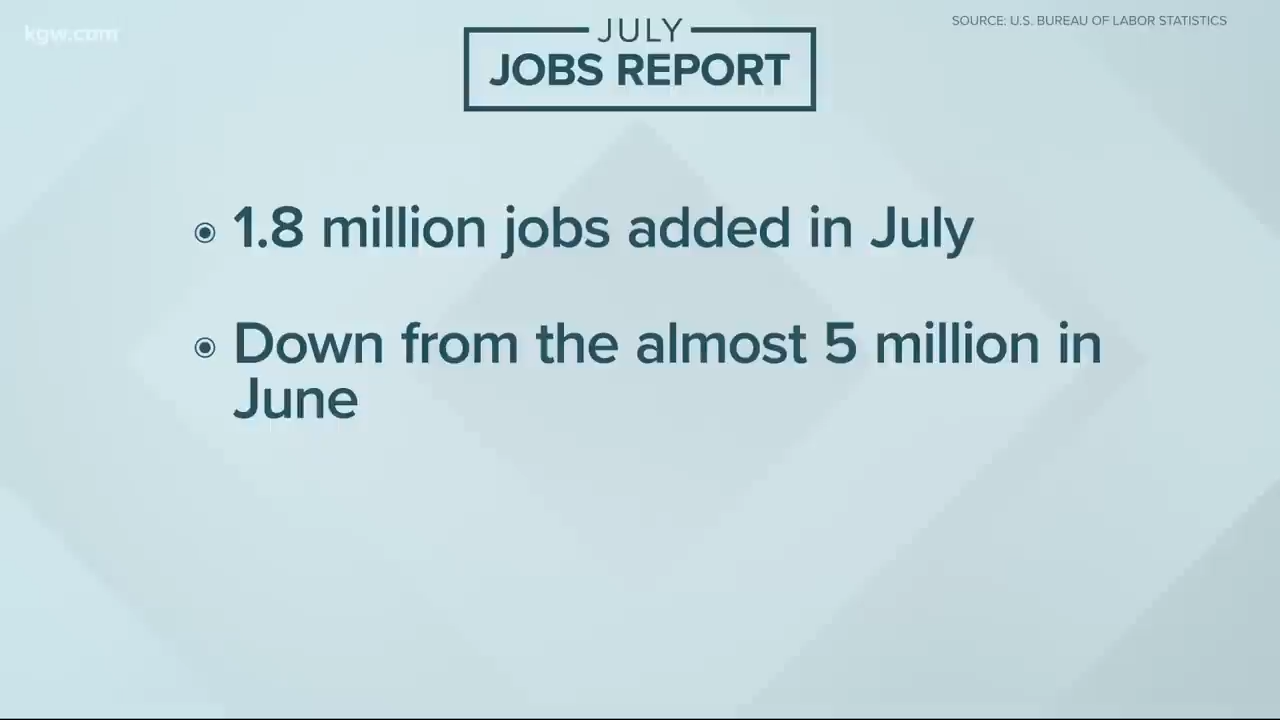 kgw.com
SOURCE: U.S. BUREAU OF LABOR STATISTICS
JULY
JOBS REPORT
1.8 million jobs added in July
Down from the almost 5 million in
June